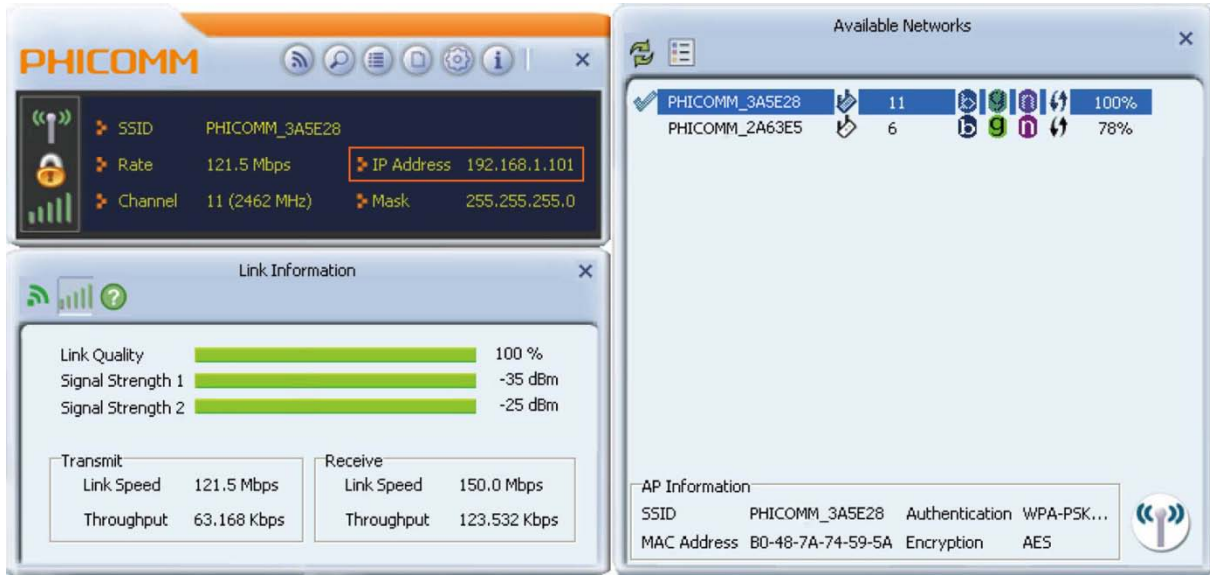 PHICOMM
SSID PHICOMM_3A5E28
Rate 121.5 Mbps IP Address 192.168.1.101
Channel 11 (2462 MHz) Mask 255.255.255.0
Link Information
Link Quality 100 %
Signal Strength 1 -35 dBm
Signal Strength 2 -25 dBm
Transmit
Link Speed 121.5 Mbps
Throughput 63.168 Kbps
Receive
Link Speed 150.0 Mbps
Throughput 123.532 Kbps
Available Networks
PHICOMM_3A5E28 11 b g n 100%
PHICOMM_2A63E5 6 b g n 78%
AP Information
SSID PHICOMM_3A5E28 Authentication WPA-PSK...
MAC Address B0-48-7A-74-59-5A Encryption AES